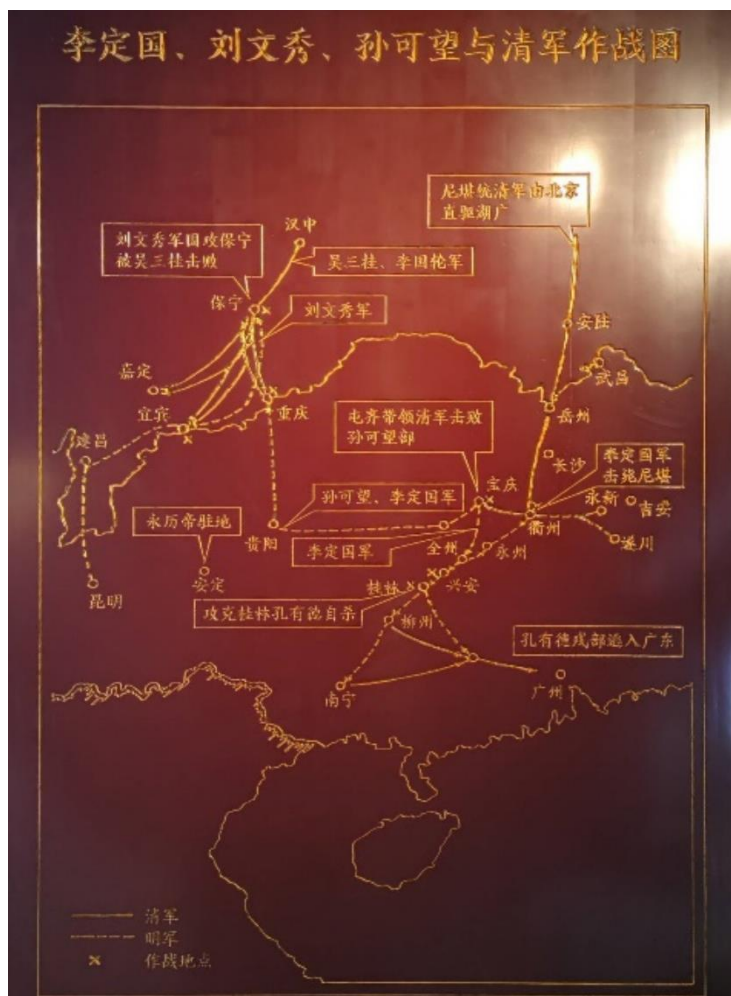 李定国、刘文秀、孙可望与清军作战图
尼堪统清军由北京
直驱湖广
汉中
刘文秀军围攻保宁
被吴三桂击败
吴三桂、李国伦军
保宁
刘文秀军
安陆
武昌
嘉定
宜宾
重庆
岳州
屯齐带领清军击败
孙可望部
建昌
长沙
李定国军
击毙尼堪
宝庆
孙可望、李定国军
永新
吉安
永历帝驻地
贵阳
衡州
李定国军
全州
永州
遂川
安定
昆明
桂林
兴安
攻克桂林孔有德自杀
柳州
孔有德残部逃入广东
南宁
广州
清军
明军
作战地点